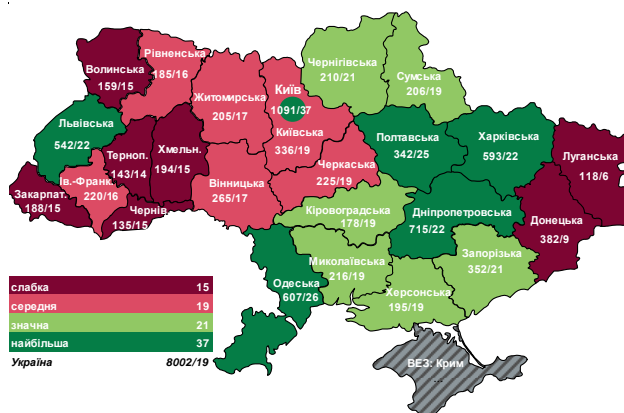 Волинська
159/15
Рівненська
185/16
Житомирська
205/17
Київ
1091/37
Київська
336/19
Чернігівська
210/21
Сумська
206/19
Львівська
542/22
Терноп.
143/14
Хмельн.
194/15
Ів.-Франк.
220/16
Закарпат.
188/15
Чернів.
135/15
Вінницька
265/17
Черкаська
225/19
Полтавська
342/25
Харківська
593/22
Луганська
118/6
Кіровоградська
178/19
Дніпропетровська
715/22
Донецька
382/9
Запорізька
352/21
Миколаївська
216/19
Херсонська
195/19
Одеська
607/26
ВЕЗ: Крим
...
слабка 15
середня 19
значна 21
найбільша 37
Україна 8002/19